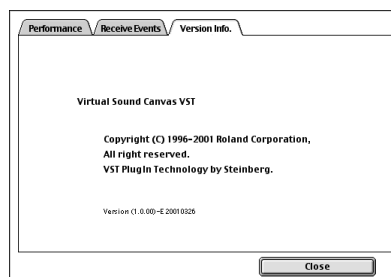 Performance
Receive Events
Version Info.
Virtual Sound Canvas VST
Copyright (C) 1996-2001 Roland Corporation,
All right reserved.
VST PlugIn Technology by Steinberg.
Version (1.0.00)-E 20010326
Close